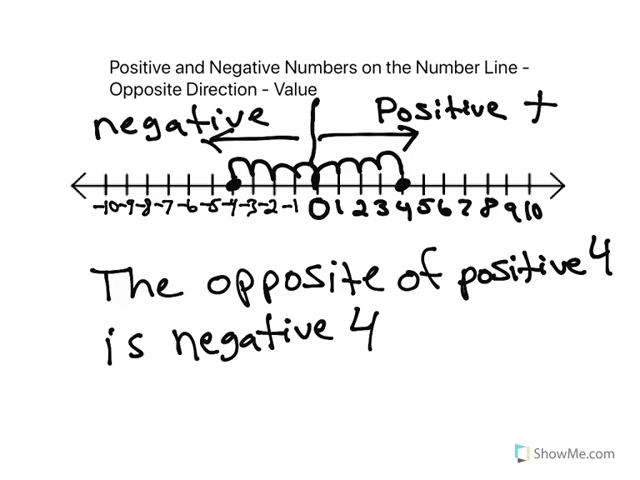 Positive and Negative Numbers on the Number Line -
Opposite Direction - Value
negative Positive +
-10 -9 -8 -7 -6 -5 -4 -3 -2 -1 0 1 2 3 4 5 6 7 8 9 10
The opposite of positive 4
is negative 4
ShowMe.com